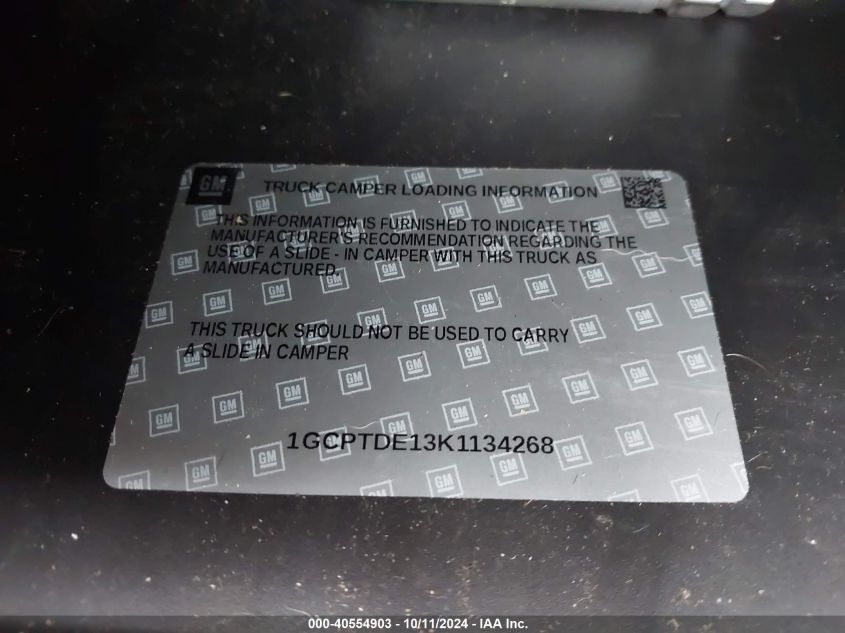 GM
TRUCK CAMPER LOADING INFORMATION
THIS INFORMATION IS FURNISHED TO INDICATE THE
MANUFACTURER'S RECOMMENDATION REGARDING THE
USE OF A SLIDE - IN CAMPER WITH THIS TRUCK AS
MANUFACTURED.
THIS TRUCK SHOULD NOT BE USED TO CARRY
A SLIDE IN CAMPER
1GCPTDE13K1134268
000-40554903 - 10/11/2024 - IAA Inc.